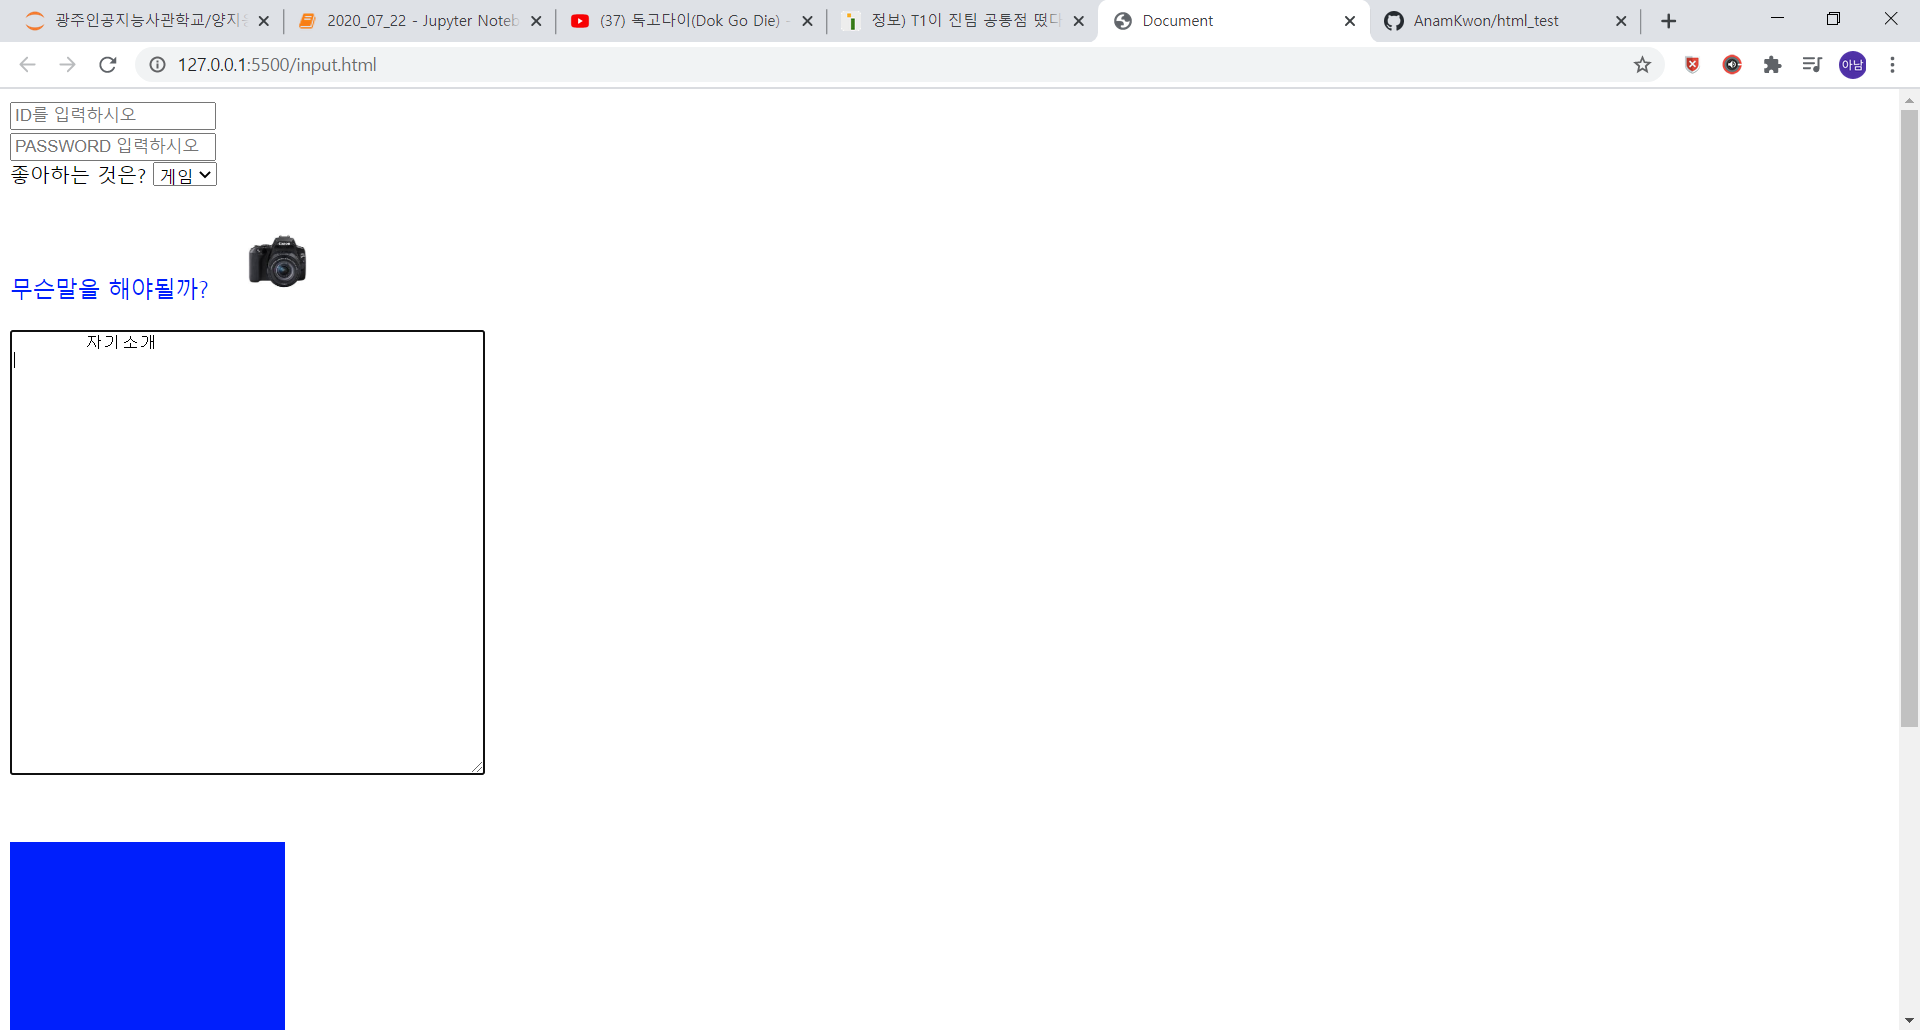 광주인공지능사관학교/양지
2020_07_22 - Jupyter Noteb
(37) 독고다이(Dok Go Die) -
정보) T1이 진팀 공통점 떴다
Document
AnamKwon/html_test
127.0.0.1:5500/input.html
아남
ID를 입력하시오
PASSWORD 입력하시오
좋아하는 것은? 게임
Canon
무슨말을 해야될까?
자기소개